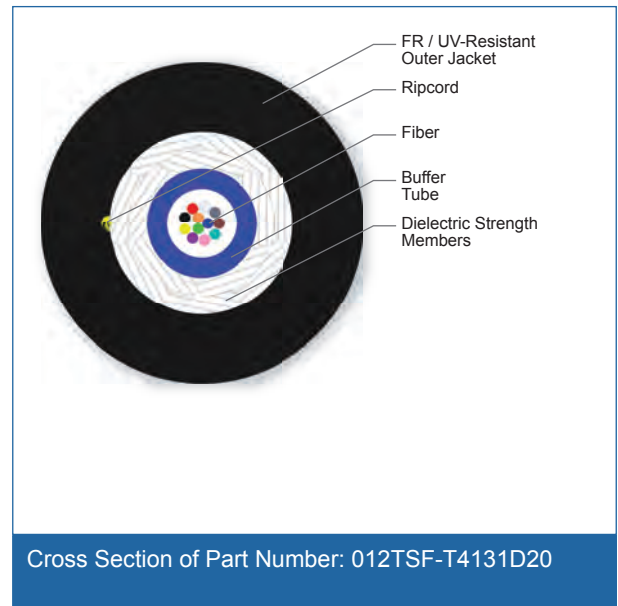 FR / UV-Resistant
Outer Jacket
Ripcord
Fiber
Buffer
Tube
Dielectric Strength
Members
Cross Section of Part Number: 012TSF-T4131D20